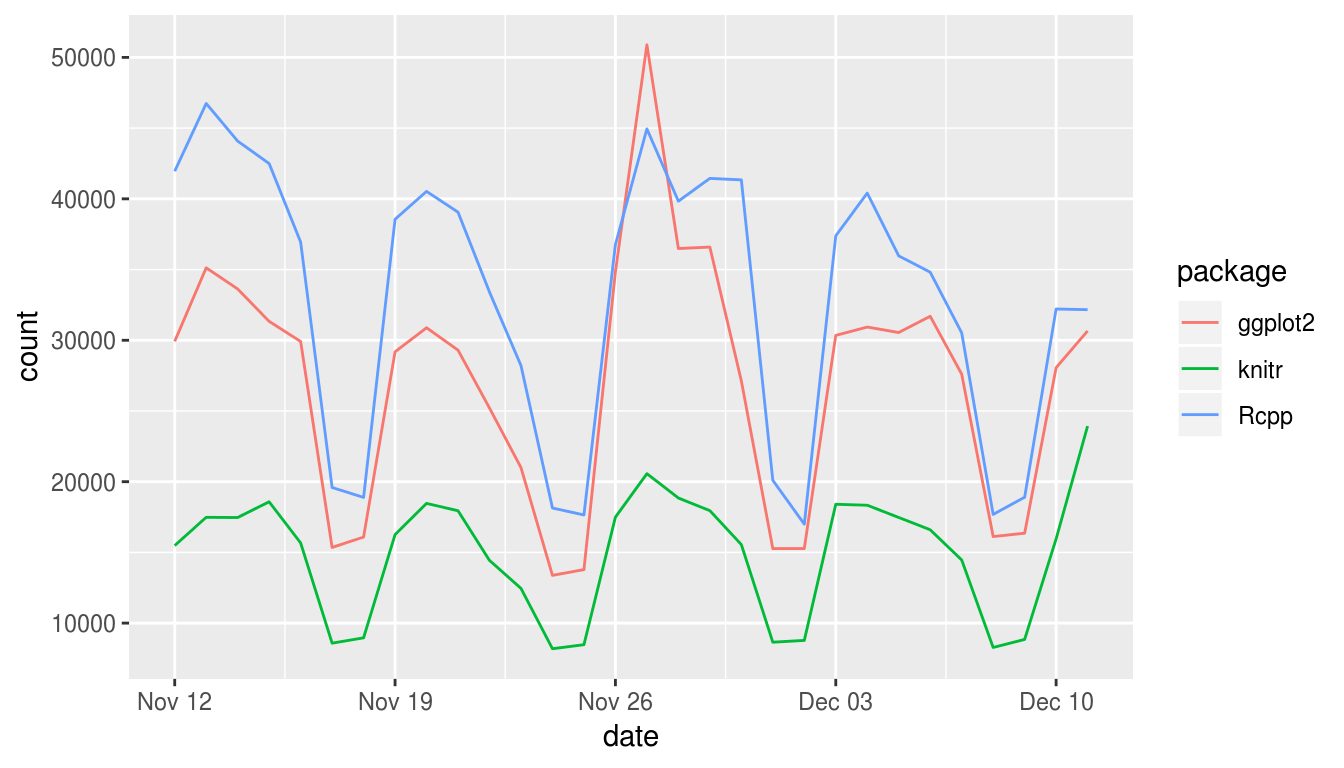 50000
40000
30000
20000
10000
count
Nov 12
Nov 19
Nov 26
Dec 03
Dec 10
date
package
ggplot2
knitr
Rcpp